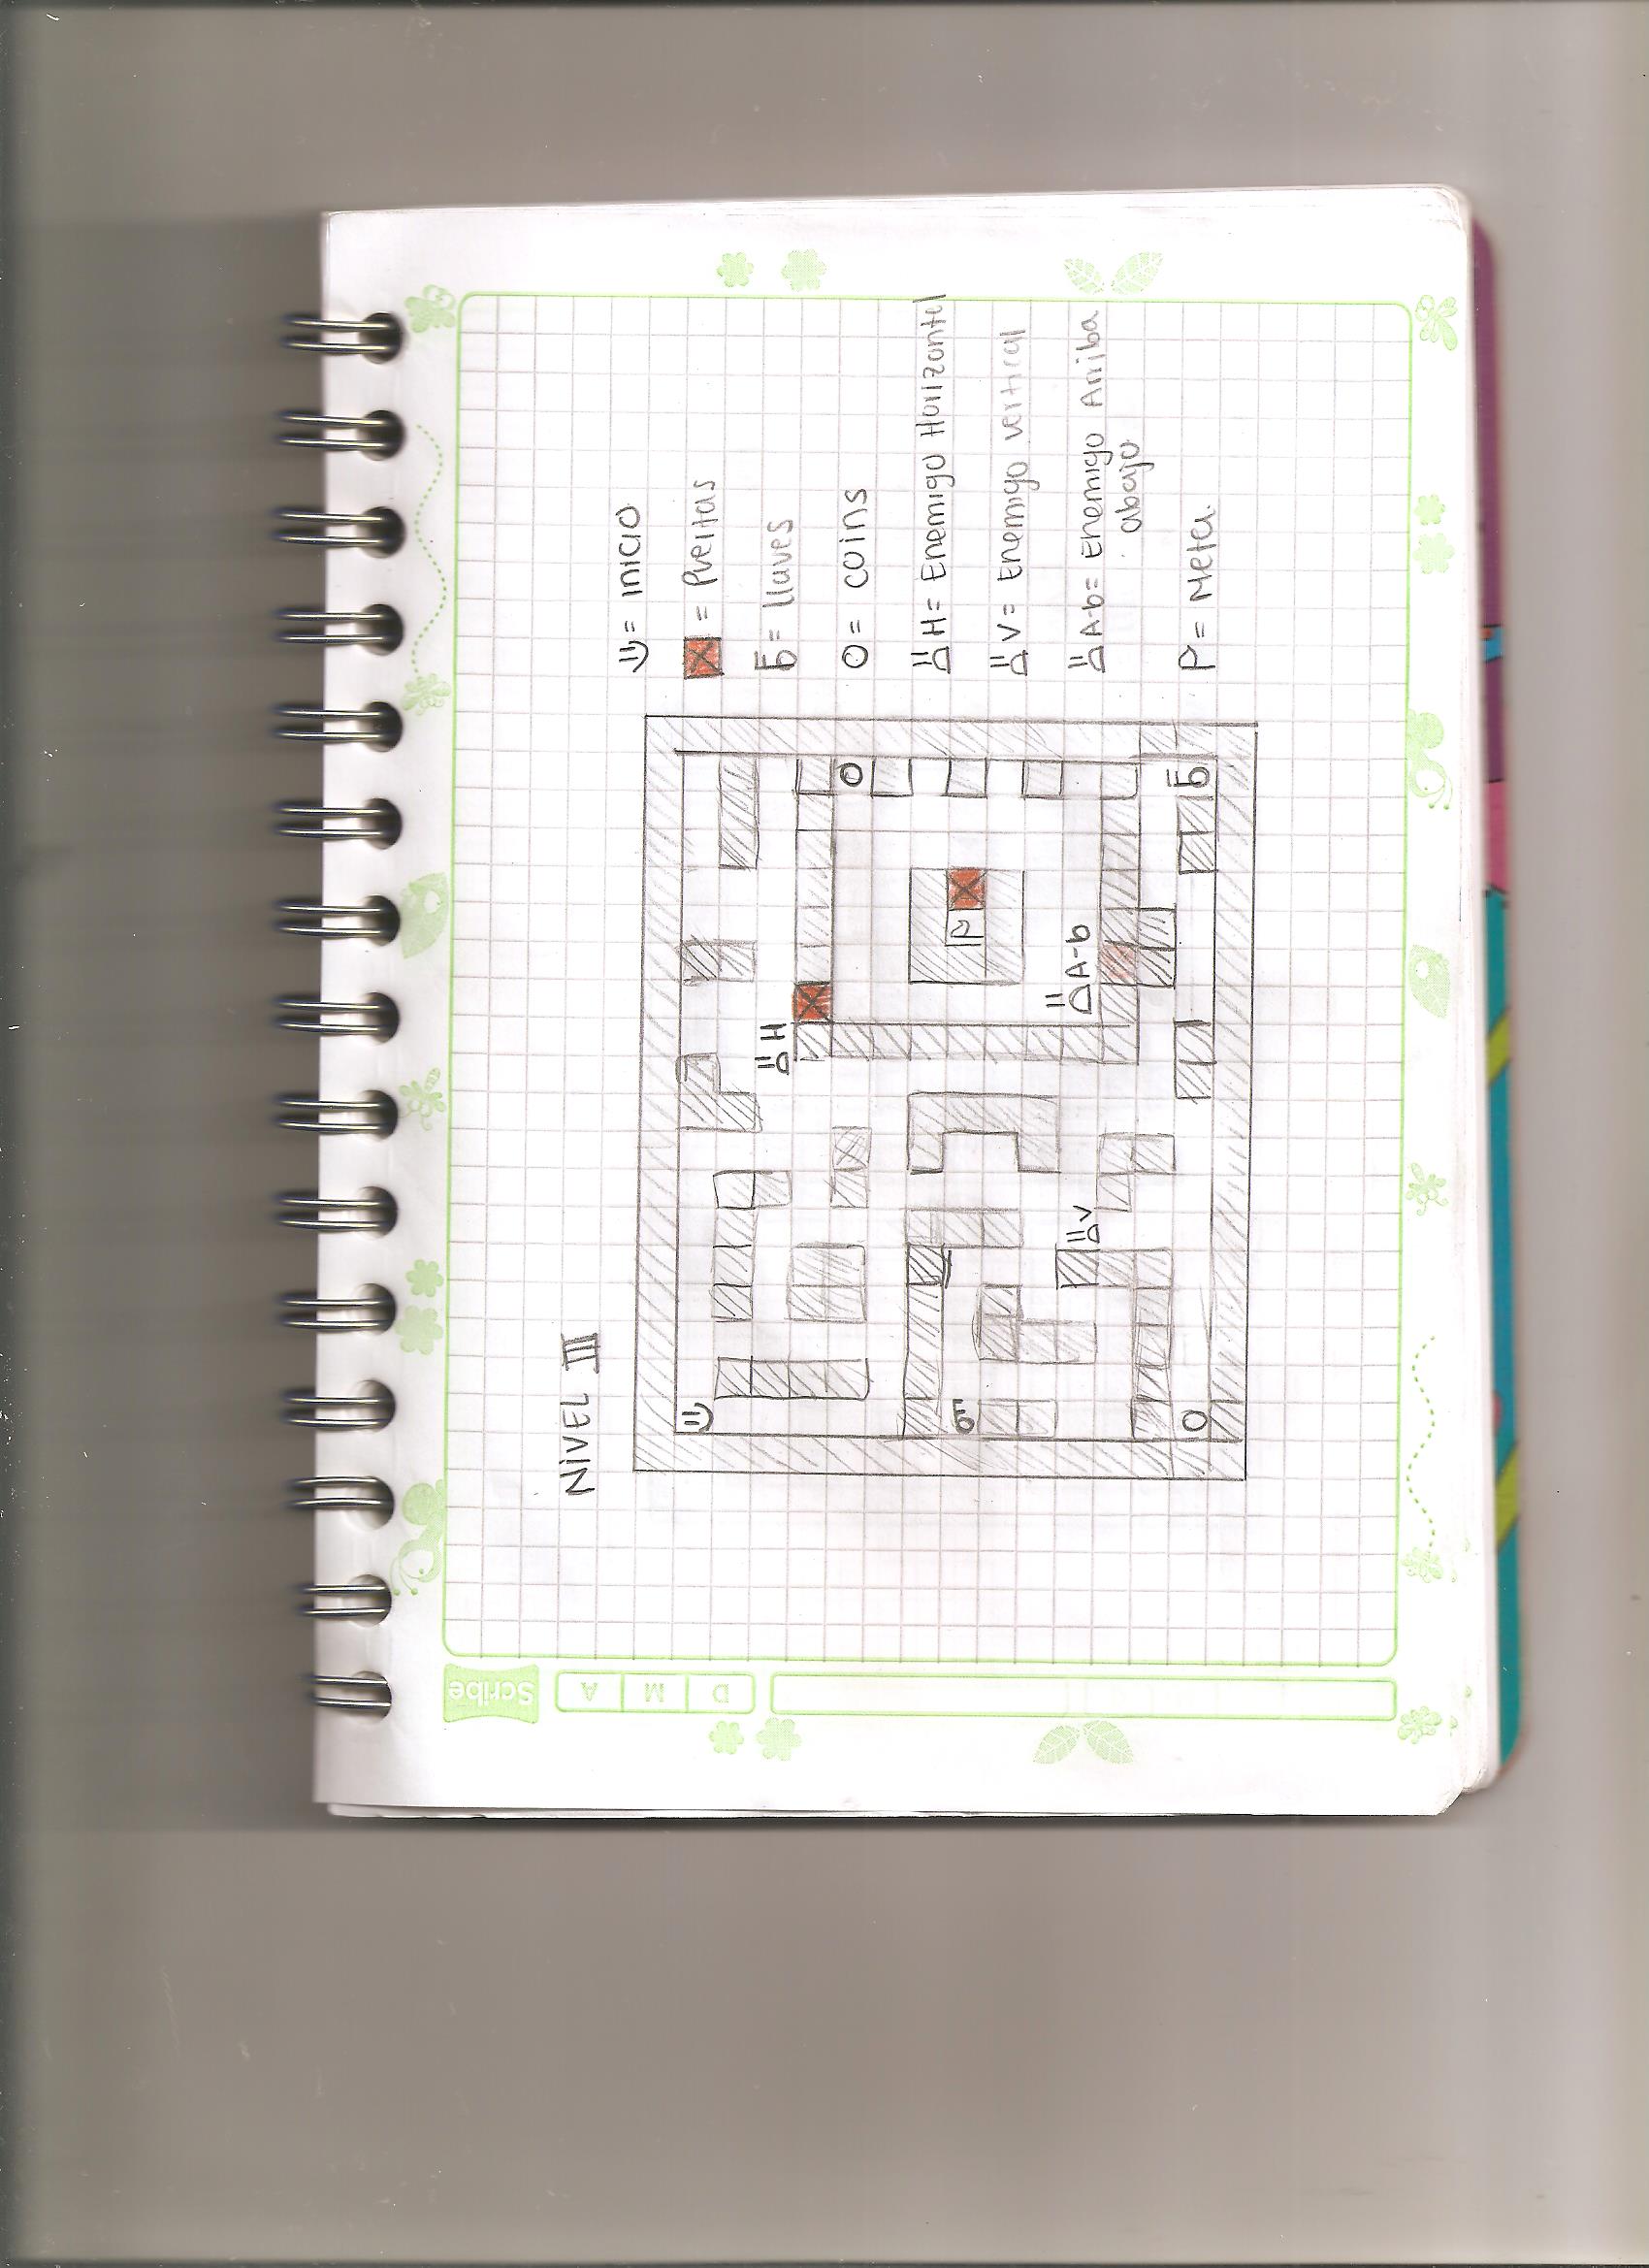 NIVEL III
= inicio
X = Puertas
= llaves
O = coins
H = Enemigo Horizontal
V = Enemigo vertical
A-b = Enemigo Arriba
abajo
P = Meta
H
X
O
X
P
A-b
V
O
Scribe
D M A